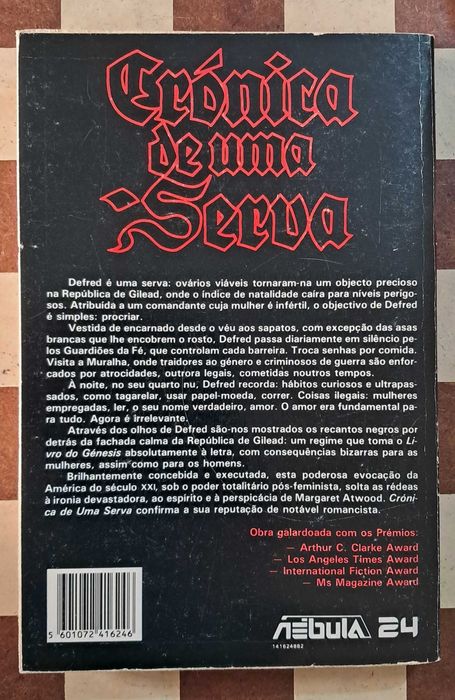 Crónica
de uma
Serva
Defred é uma serva: ovários viáveis tornaram-na um objecto precioso
na República de Gilead, onde o índice de natalidade caíra para níveis perigo-
sos. Atribuída a um comandante cuja mulher é infértil, o objectivo de Defred
é simples: procriar.
Vestida de encarnado desde o véu aos sapatos, com excepção das asas
brancas que lhe encobrem o rosto, Defred passa diariamente em silêncio pe-
los Guardiões da Fé, que controlam cada barreira. Troca senhas por comida.
Visita a Muralha, onde traidores ao género e criminosos de guerra são enfor-
cados por atrocidades, outrora legais, cometidas noutros tempos.
À noite, no seu quarto nu, Defred recorda: hábitos curiosos e ultrapas-
sados, como tagarelar, usar papel-moeda, correr. Coisas ilegais: mulheres
empregadas, ler, o seu nome verdadeiro, amor. O amor era fundamental pa-
ra tudo. Agora é irrelevante.
Através dos olhos de Defred são-nos mostrados os recantos negros por
detrás da fachada calma da República de Gilead: um regime que toma o Li-
vro do Génesis absolutamente à letra, com consequências bizarras para as
mulheres, assim como para os homens.
Brilhantemente concebida e executada, esta poderosa evocação da
América do século XXI, sob o poder totalitário pós-feminista, solta as rédeas
à ironia devastadora, ao espírito e à perspicácia de Margaret Atwood. Cróni-
ca de Uma Serva confirma a sua reputação de notável romancista.
Obra galardoada com os Prémios:
— Arthur C. Clarke Award
— Los Angeles Times Award
— International Fiction Award
— Ms Magazine Award
5 601072 416246
NÉBULA 24
141624882